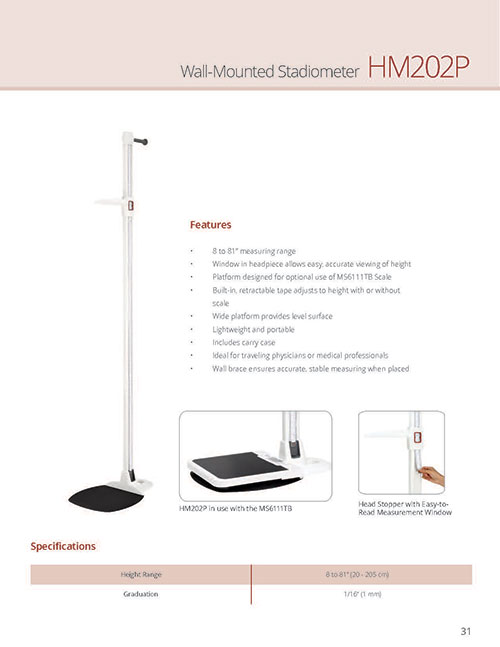 Wall-Mounted Stadiometer HM202P
Features
• 8 to 81" measuring range
• Window in headpiece allows easy, accurate viewing of height
• Platform designed for optional use of MS6111TB Scale
• Built-in, retractable tape adjusts to height with or without
scale
• Wide platform provides level surface
• Lightweight and portable
• Includes carry case
• Ideal for traveling physicians or medical professionals
• Wall brace ensures accurate, stable measuring when placed
HM202P in use with the MS6111TB
Head Stopper with Easy-to-
Read Measurement Window
Specifications
Height Range 8 to 81" (20 - 205 cm)
Graduation 1/16" (1 mm)
31